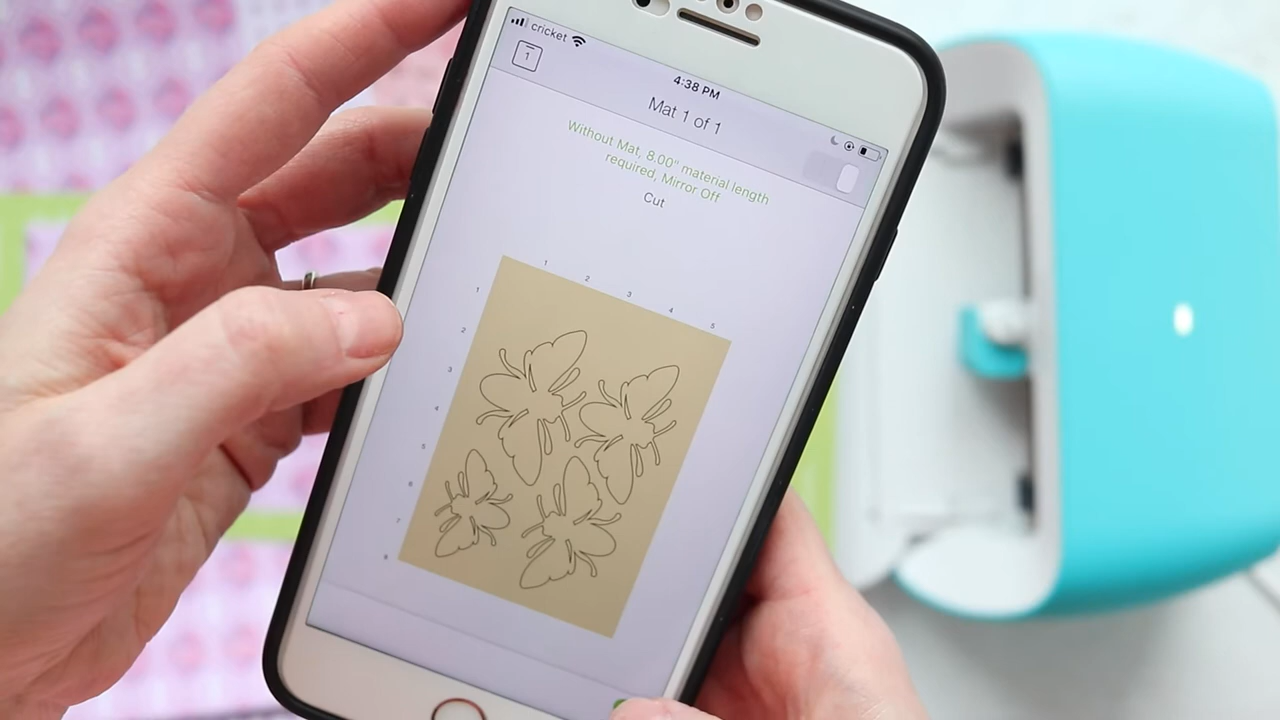 cricket
1
4:38 PM
Mat 1 of 1
Without Mat, 8.00" material length
required, Mirror Off
Cut
1 2 3 4 5
1
2
3
4
5
6
7
8